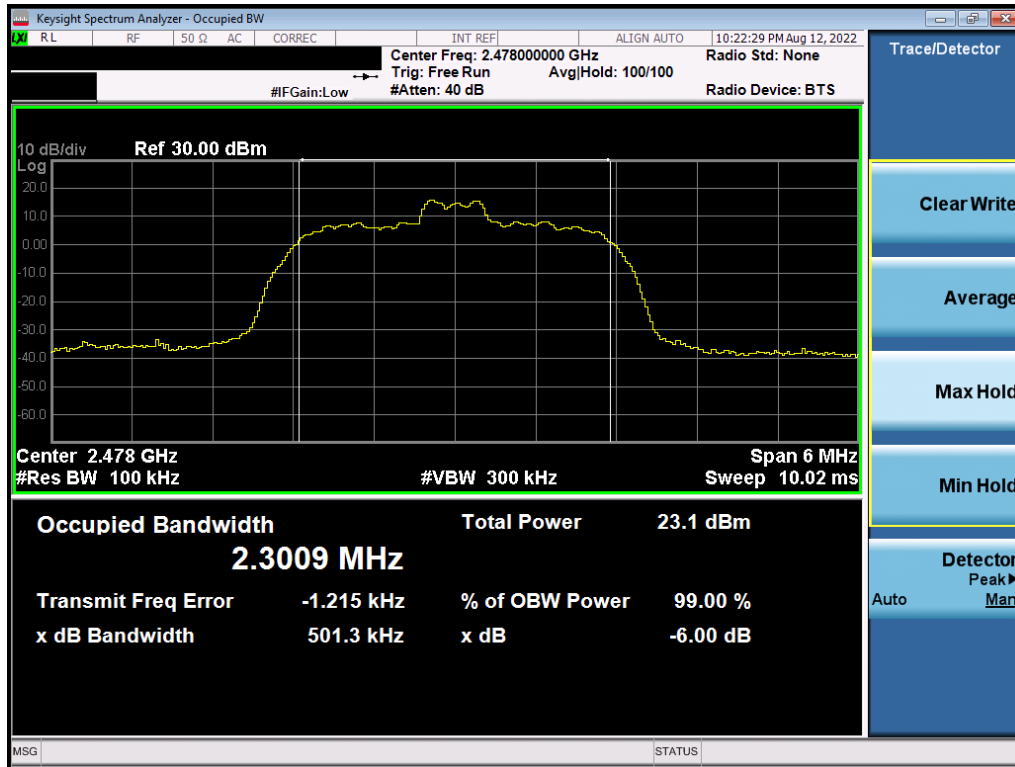 Keysight Spectrum Analyzer - Occupied BW
LXI RL RF 50 Ω AC CORREC INT REF ALIGN AUTO 10:22:29 PM Aug 12, 2022
Center Freq: 2.478000000 GHz Radio Std: None
Trig: Free Run Avg|Hold: 100/100
#IFGain:Low #Atten: 40 dB Radio Device: BTS
10 dB/div Ref 30.00 dBm
Log
20.0
10.0
0.00
-10.0
-20.0
-30.0
-40.0
-50.0
-60.0
Center 2.478 GHz Span 6 MHz
#Res BW 100 kHz #VBW 300 kHz Sweep 10.02 ms
Occupied Bandwidth Total Power 23.1 dBm
2.3009 MHz
Transmit Freq Error -1.215 kHz % of OBW Power 99.00 %
x dB Bandwidth 501.3 kHz x dB -6.00 dB
MSG STATUS
Trace/Detector
Clear Write
Average
Max Hold
Min Hold
Detector
Peak▶
Auto Man